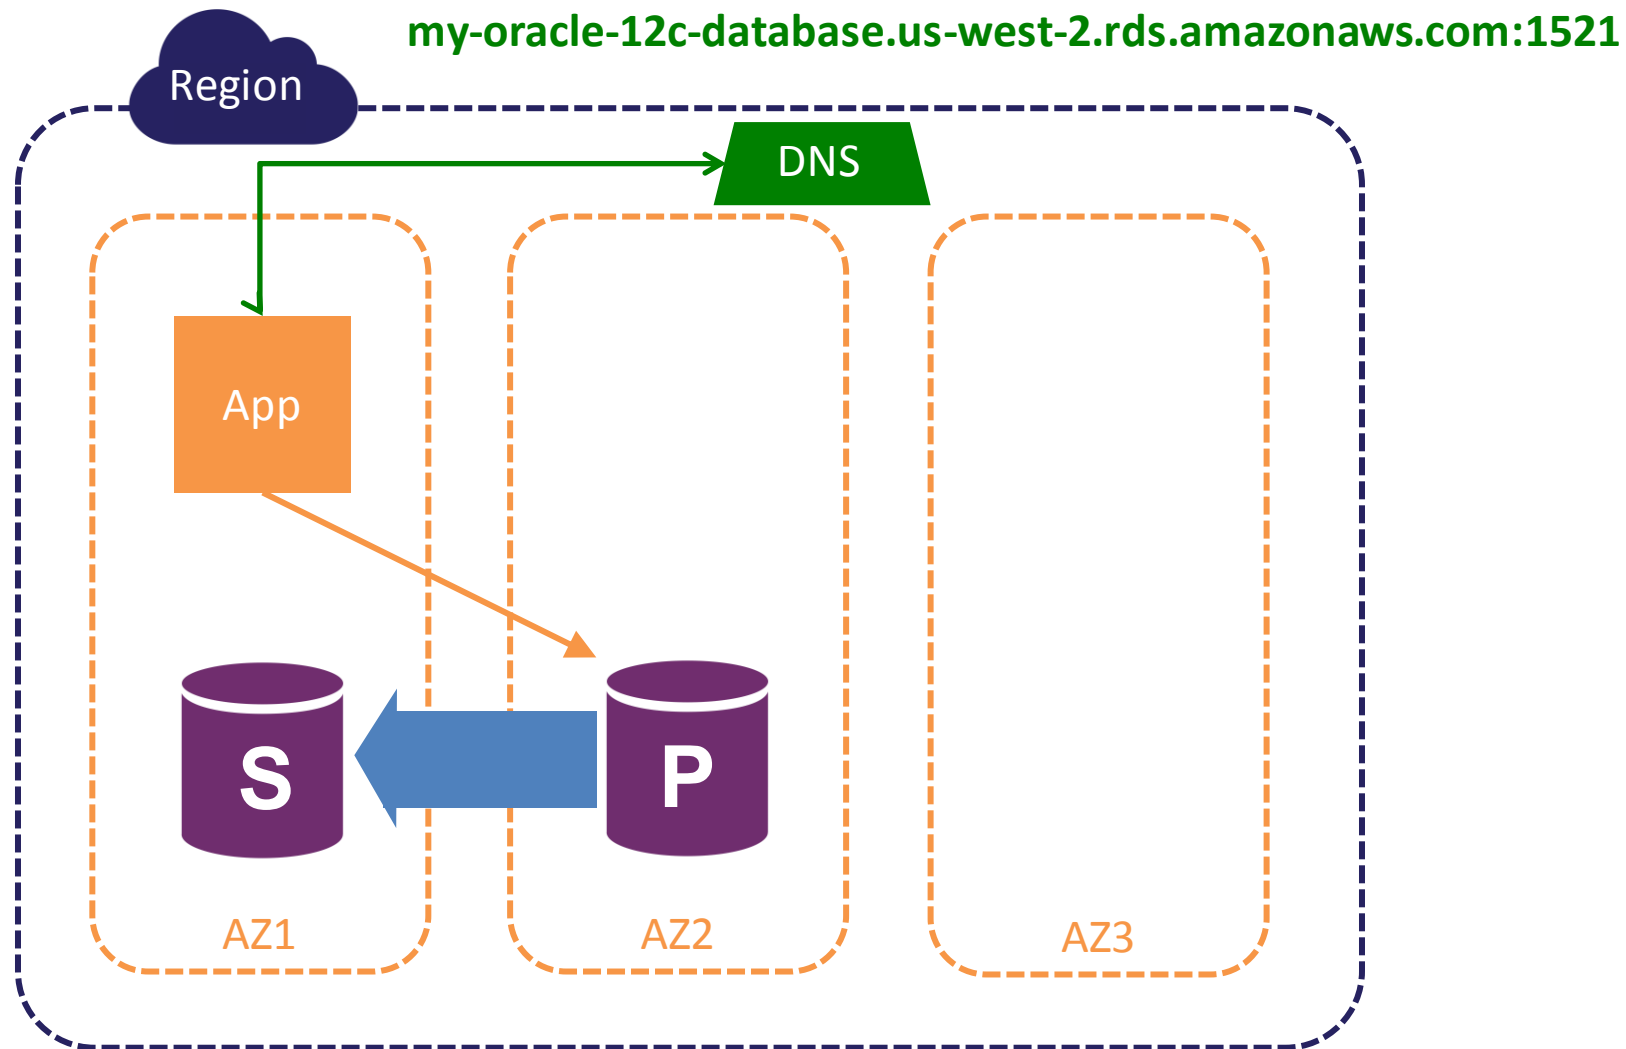 my-oracle-12c-database.us-west-2.rds.amazonaws.com:1521
Region
DNS
App
S
P
AZ1
AZ2
AZ3